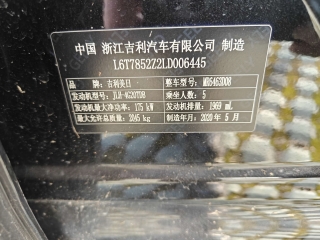 中国 浙江吉利汽车有限公司 制造
L6T7852Z2LD006445
品牌：吉利美日 整车型号：MR6463D08
发动机型号：JLH-4G20TDB 乘坐人数：5
发动机最大净功率：175 kW 发动机排量：1969 mL
最大允许总质量：2045 kg 制造年月：2020 年 5 月